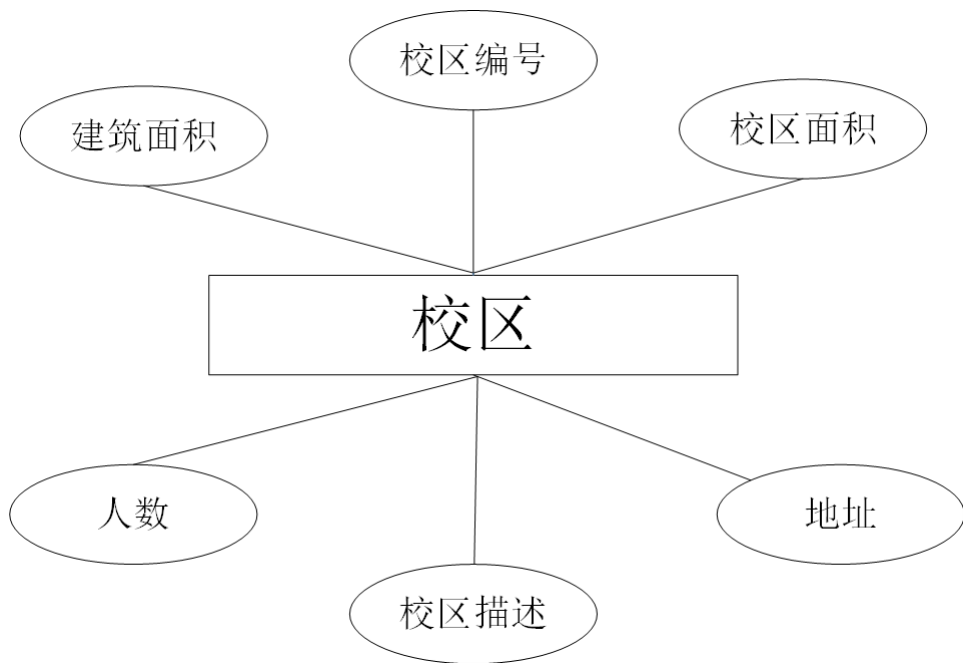 校区编号
建筑面积
校区面积
校区
人数
地址
校区描述